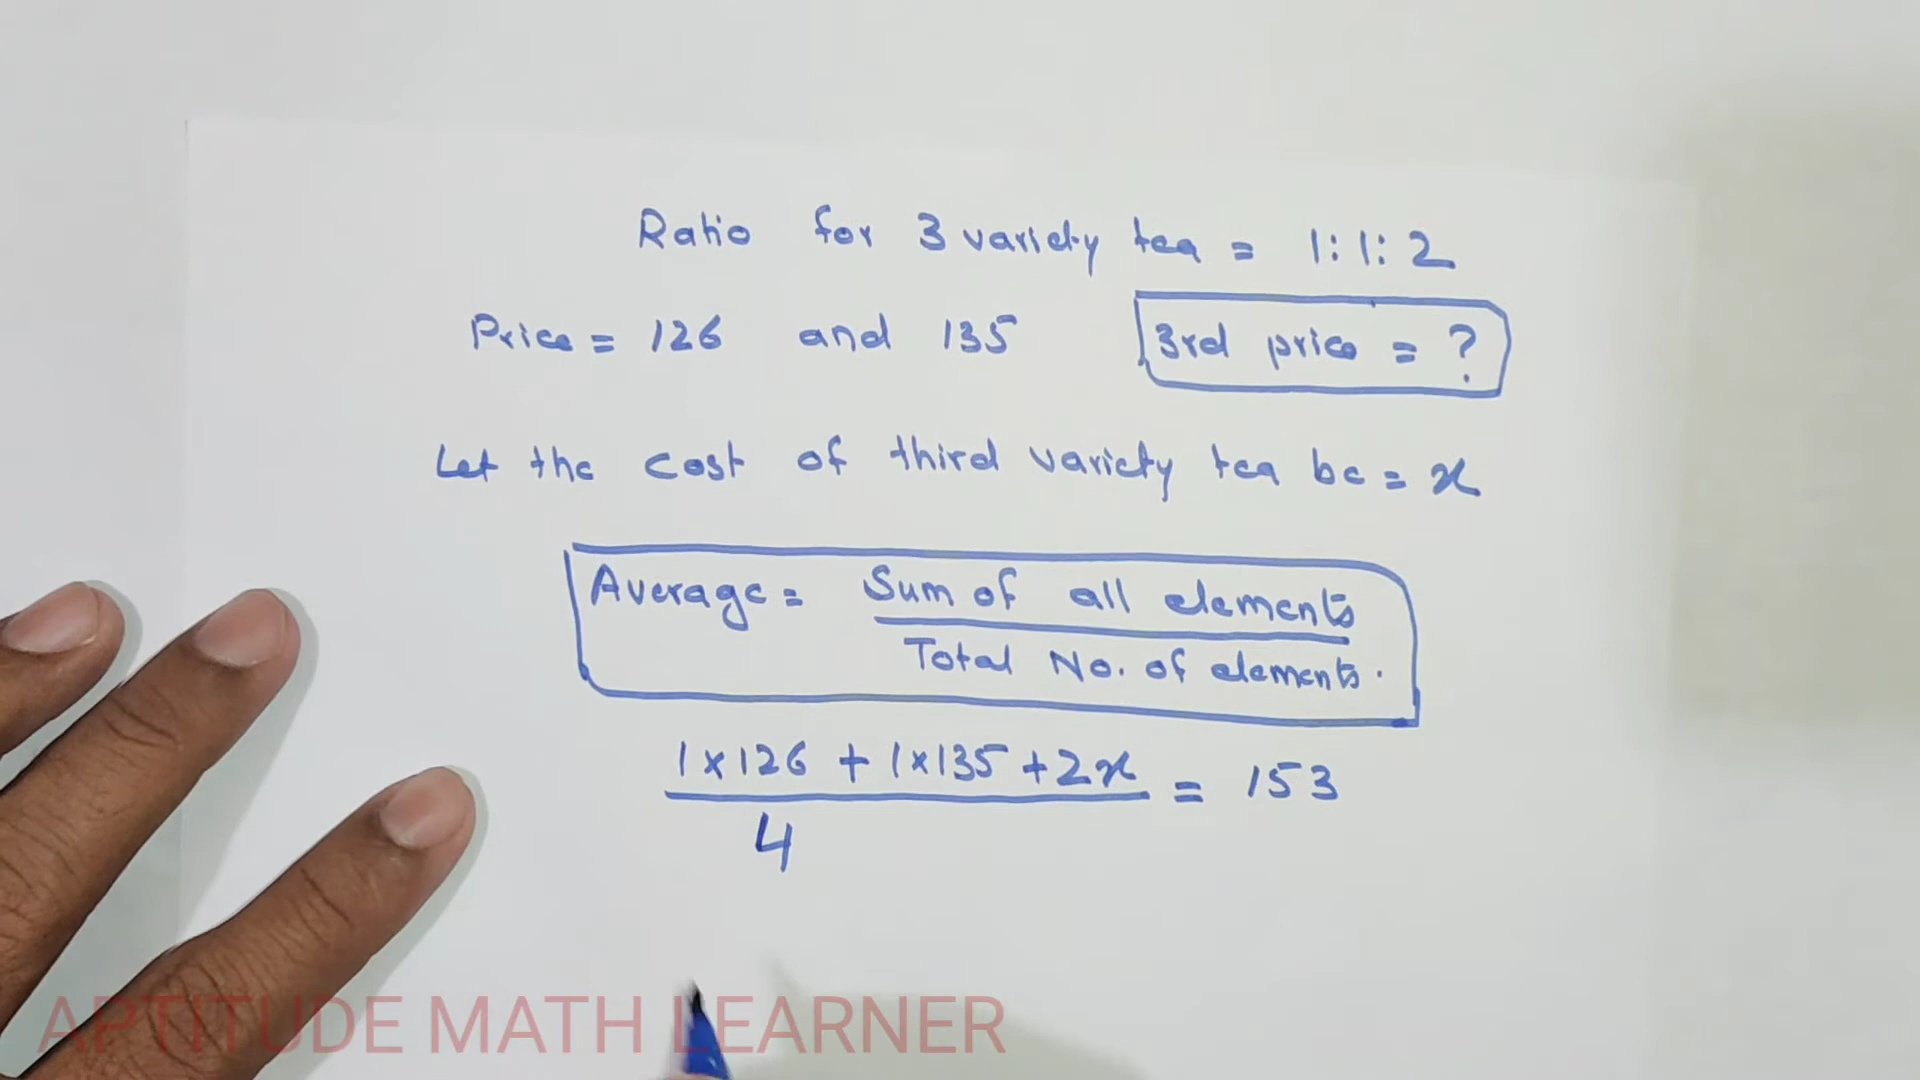 Ratio for 3 variety tea = 1:1:2
Price = 126 and 135 3rd price = ?
Let the cost of third variety tea be = x
Average = Sum of all elements
Total No. of elements.
1 x 126 + 1 x 135 + 2x = 153
4
APTITUDE MATH LEARNER